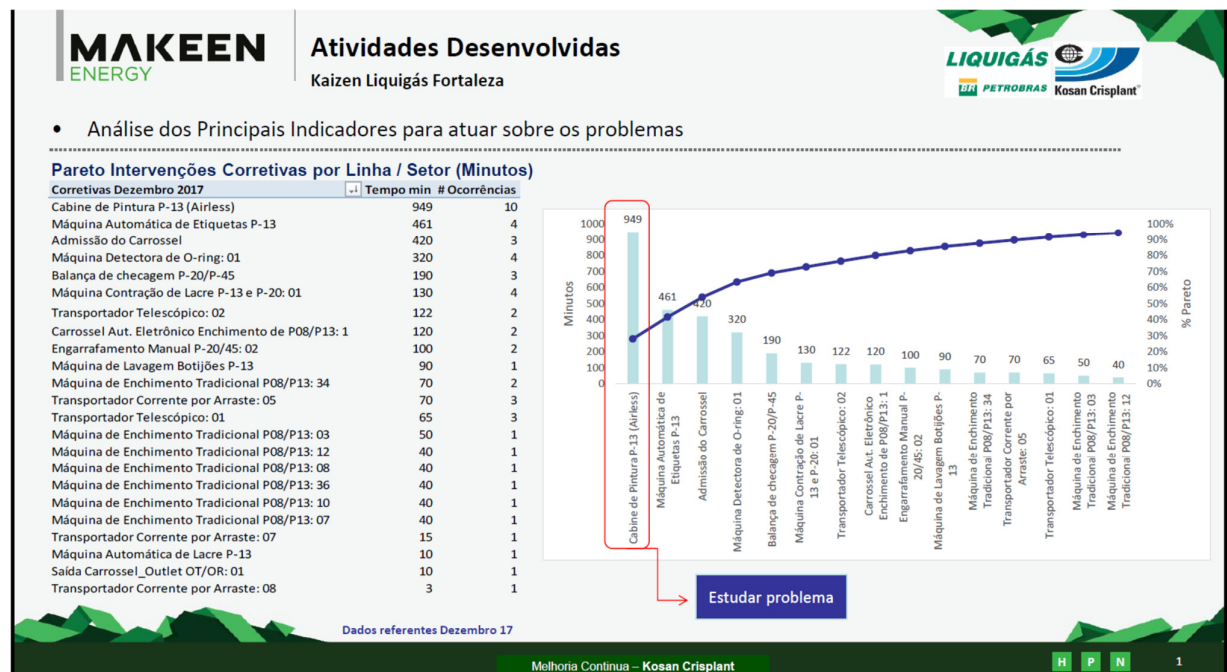 MAKEEN
ENERGY
Atividades Desenvolvidas
Kaizen Liquigás Fortaleza
LIQUIGÁS
BR PETROBRAS
Kosan Crisplant
• Análise dos Principais Indicadores para atuar sobre os problemas
Pareto Intervenções Corretivas por Linha / Setor (Minutos)
Corretivas Dezembro 2017 Tempo min # Ocorrências
Cabine de Pintura P-13 (Airless) 949 10
Máquina Automática de Etiquetas P-13 461 4
Admissão do Carrossel 420 3
Máquina Detectora de O-ring: 01 320 4
Balança de checagem P-20/P-45 190 3
Máquina Contração de Lacre P-13 e P-20: 01 130 4
Transportador Telescópico: 02 122 2
Carrossel Aut. Eletrônico Enchimento de P08/P13: 1 120 2
Engarrafamento Manual P-20/45: 02 100 2
Máquina de Lavagem Botijões P-13 90 1
Máquina de Enchimento Tradicional P08/P13: 34 70 2
Transportador Corrente por Arraste: 05 70 3
Transportador Telescópico: 01 65 3
Máquina de Enchimento Tradicional P08/P13: 03 50 1
Máquina de Enchimento Tradicional P08/P13: 12 40 1
Máquina de Enchimento Tradicional P08/P13: 08 40 1
Máquina de Enchimento Tradicional P08/P13: 36 40 1
Máquina de Enchimento Tradicional P08/P13: 10 40 1
Máquina de Enchimento Tradicional P08/P13: 07 40 1
Transportador Corrente por Arraste: 07 15 1
Máquina Automática de Lacre P-13 10 1
Saída Carrossel_Outlet OT/OR: 01 10 1
Transportador Corrente por Arraste: 08 3 1
Dados referentes Dezembro 17
Minutos
1000
900
800
700
600
500
400
300
200
100
0
949
461
420
320
190
130
122
120
100
90
70
70
65
50
40
100%
90%
80%
70%
60%
50%
40%
30%
20%
10%
0%
% Pareto
Cabine de Pintura P-13 (Airless)
Máquina Automática de
Etiquetas P-13
Admissão do Carrossel
Máquina Detectora de O-ring: 01
Balança de checagem P-20/P-45
Máquina Contração de Lacre P-
13 e P-20: 01
Transportador Telescópico: 02
Carrossel Aut. Eletrônico
Enchimento de P08/P13: 1
Engarrafamento Manual P-
20/45: 02
Máquina de Lavagem Botijões P-
13
Máquina de Enchimento
Tradicional P08/P13: 34
Transportador Corrente por
Arraste: 05
Transportador Telescópico: 01
Máquina de Enchimento
Tradicional P08/P13: 03
Máquina de Enchimento
Tradicional P08/P13: 12
Estudar problema
Melhoria Continua – Kosan Crisplant
H P N
1